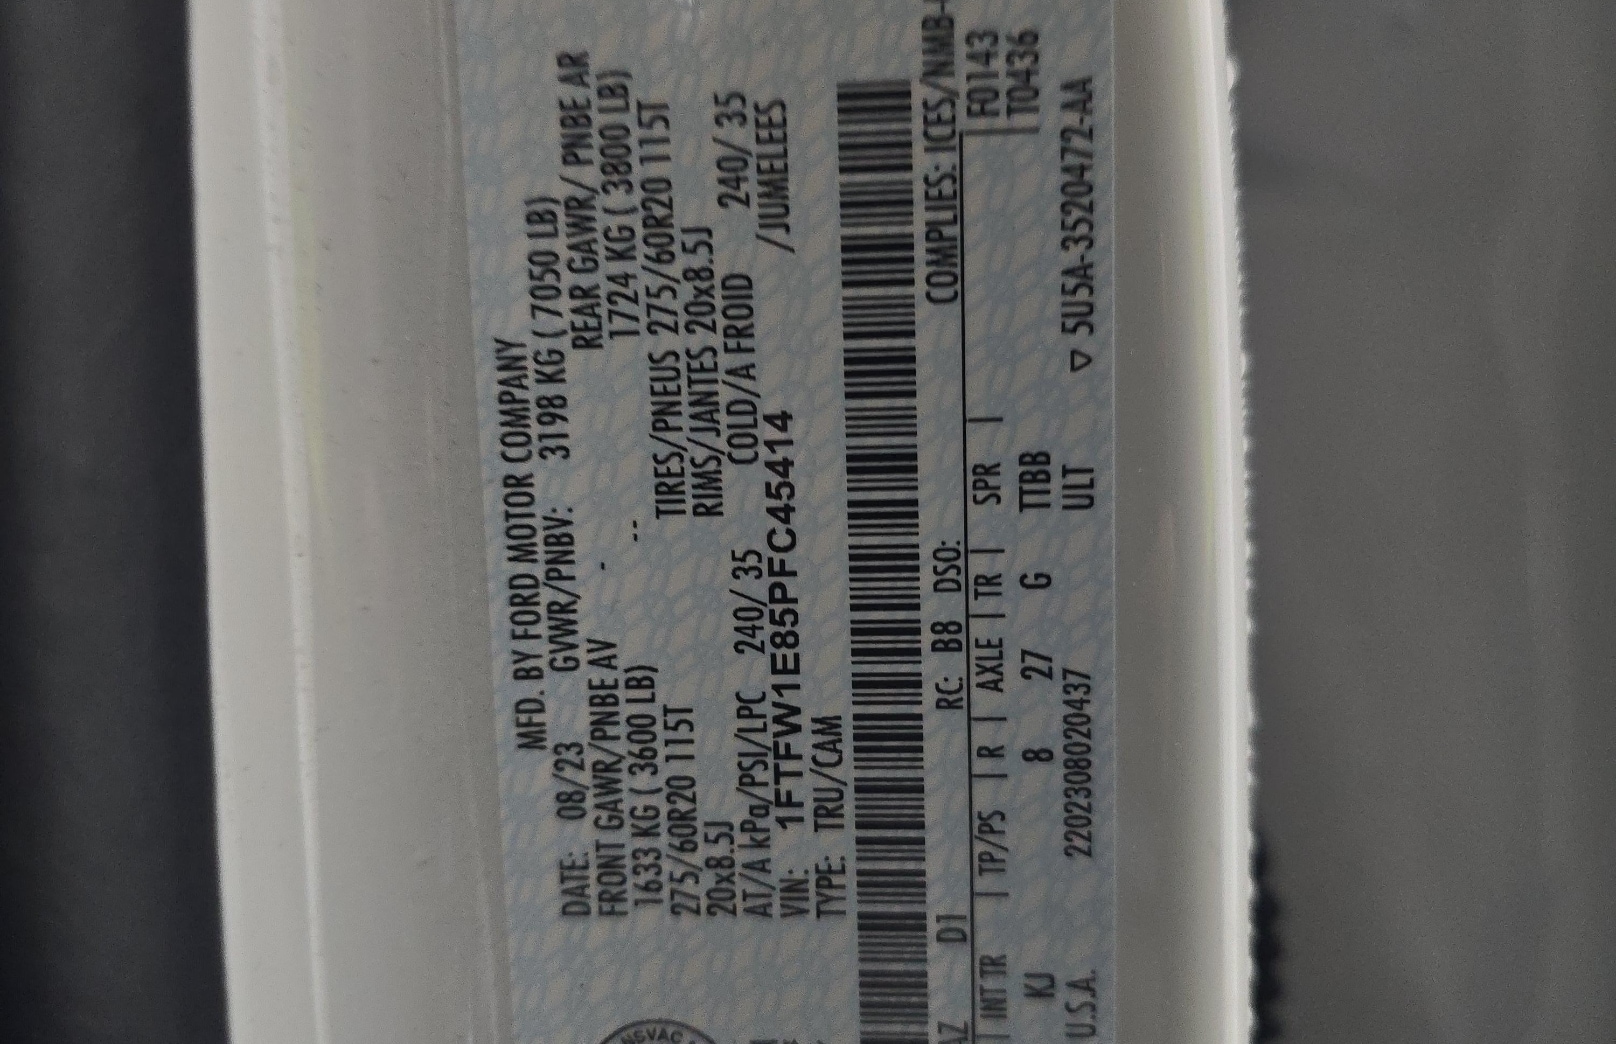 MFD. BY FORD MOTOR COMPANY
DATE: 08/23 GVWR/PNBV: 3198 KG ( 7050 LB)
FRONT GAWR/PNBE AV - REAR GAWR/ PNBE AR
1633 KG ( 3600 LB) -- 1724 KG ( 3800 LB)
275/60R20 115T TIRES/PNEUS 275/60R20 115T
20x8.5J RIMS/JANTES 20x8.5J
AT/A kPa/PSI/LPC 240/ 35 COLD/A FROID 240/ 35
VIN: 1FTFW1E85PFC45414 /JUMELEES
TYPE: TRU/CAM
D1 RC: B8 DSO: COMPLIES: ICES/NMB-
| INT TR | TP/PS | R | AXLE | TR | SPR | | F0143
KJ 8 27 G TTBB | T0436
U.S.A. 220230802043​7 ULT ▽ 5U5A-3520472-AA
NSVAC